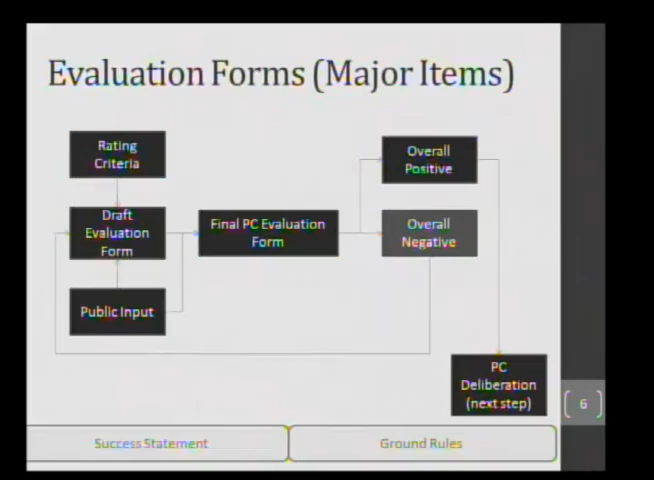 Evaluation Forms (Major Items)
Rating
Criteria
Draft
Evaluation
Form
Public Input
Final PC Evaluation
Form
Overall
Positive
Overall
Negative
PC
Deliberation
(next step)
6
Success Statement
Ground Rules